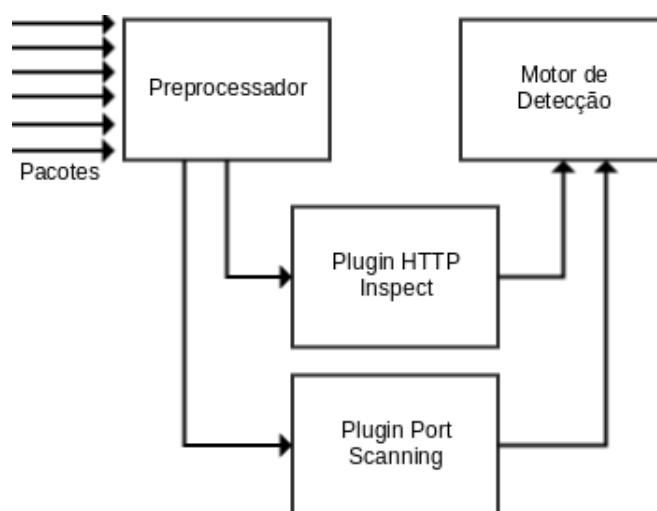 Preprocessador
Motor de
Detecção
Pacotes
Plugin HTTP
Inspect
Plugin Port
Scanning